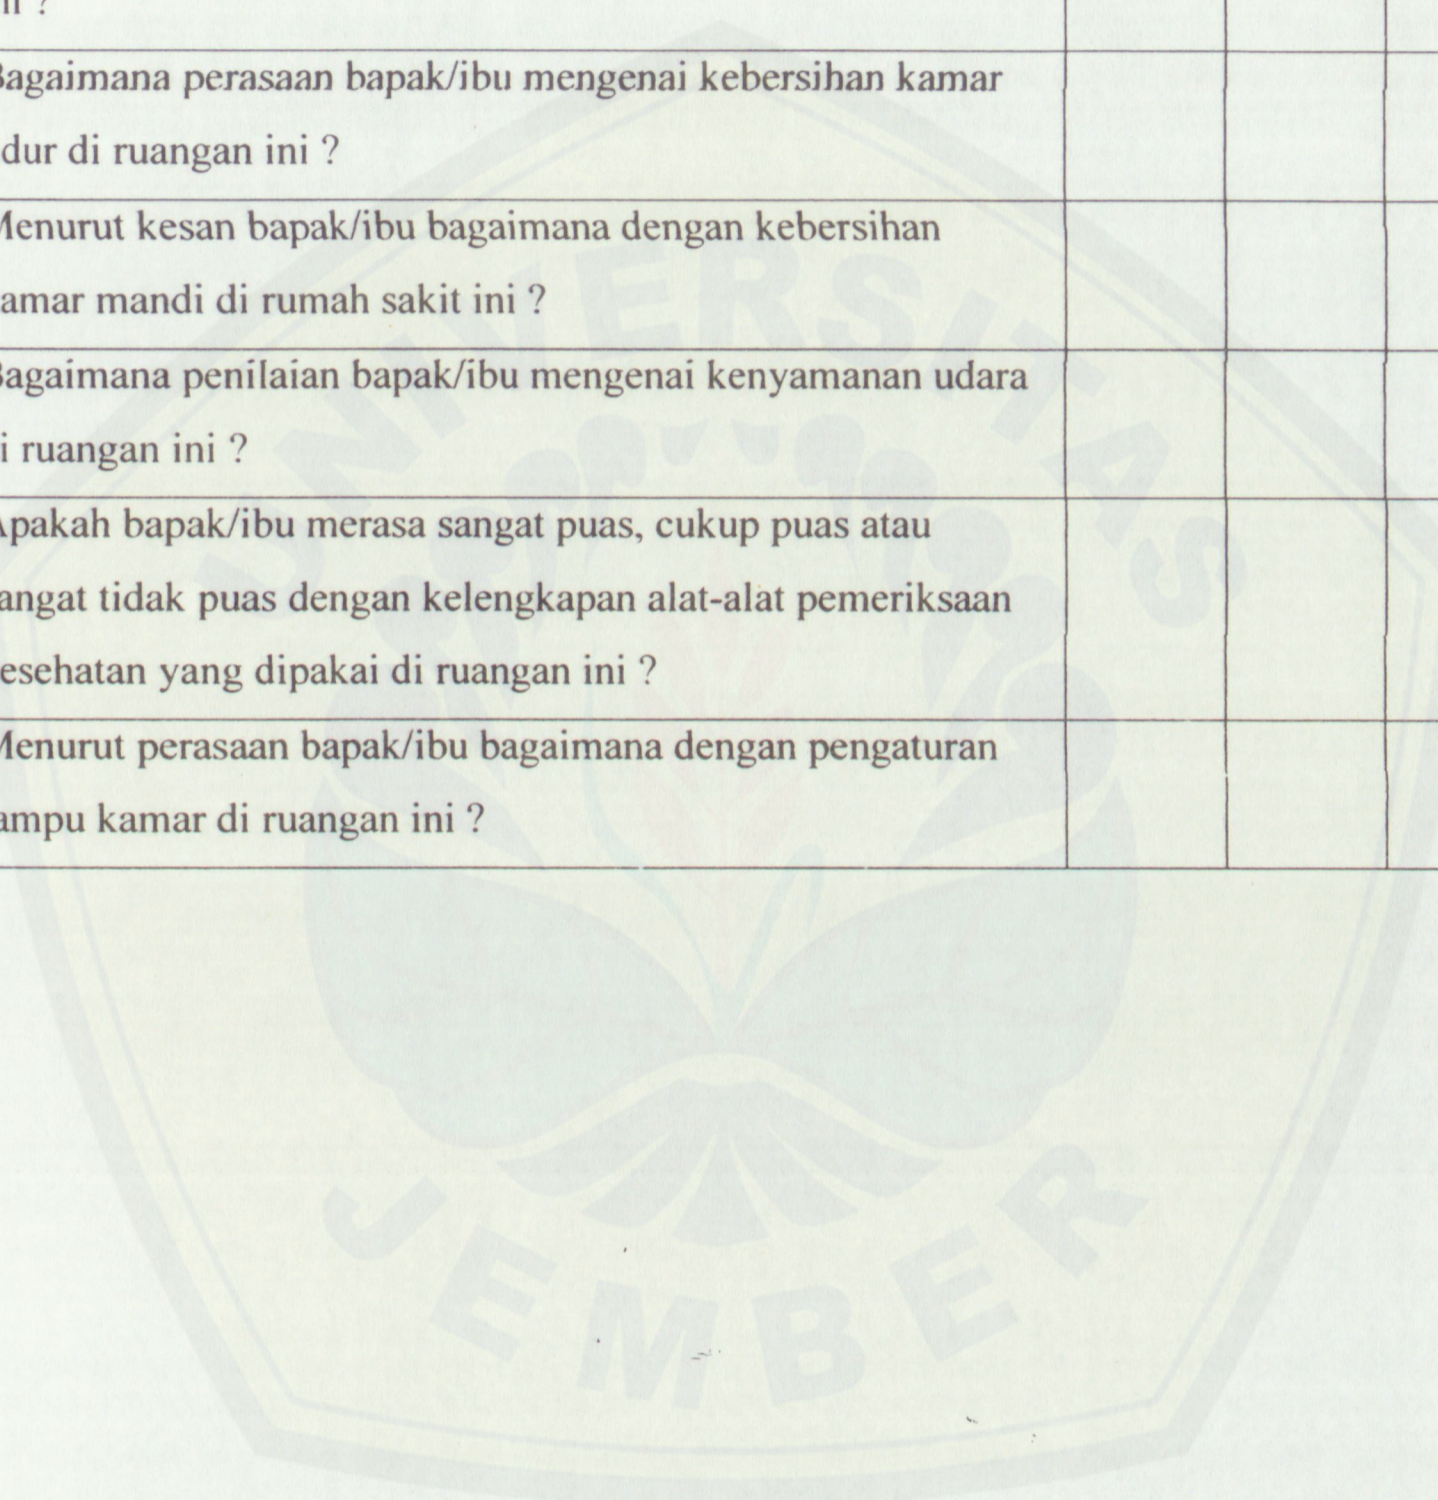 Bagaimana perasaan bapak/ibu mengenai kebersihan kamar
dur di ruangan ini ?
Menurut kesan bapak/ibu bagaimana dengan kebersihan
amar mandi di rumah sakit ini ?
Bagaimana penilaian bapak/ibu mengenai kenyamanan udara
i ruangan ini ?
Apakah bapak/ibu merasa sangat puas, cukup puas atau
angat tidak puas dengan kelengkapan alat-alat pemeriksaan
esehatan yang dipakai di ruangan ini ?
Menurut perasaan bapak/ibu bagaimana dengan pengaturan
ampu kamar di ruangan ini ?
UNIVERSITAS
JEMBER